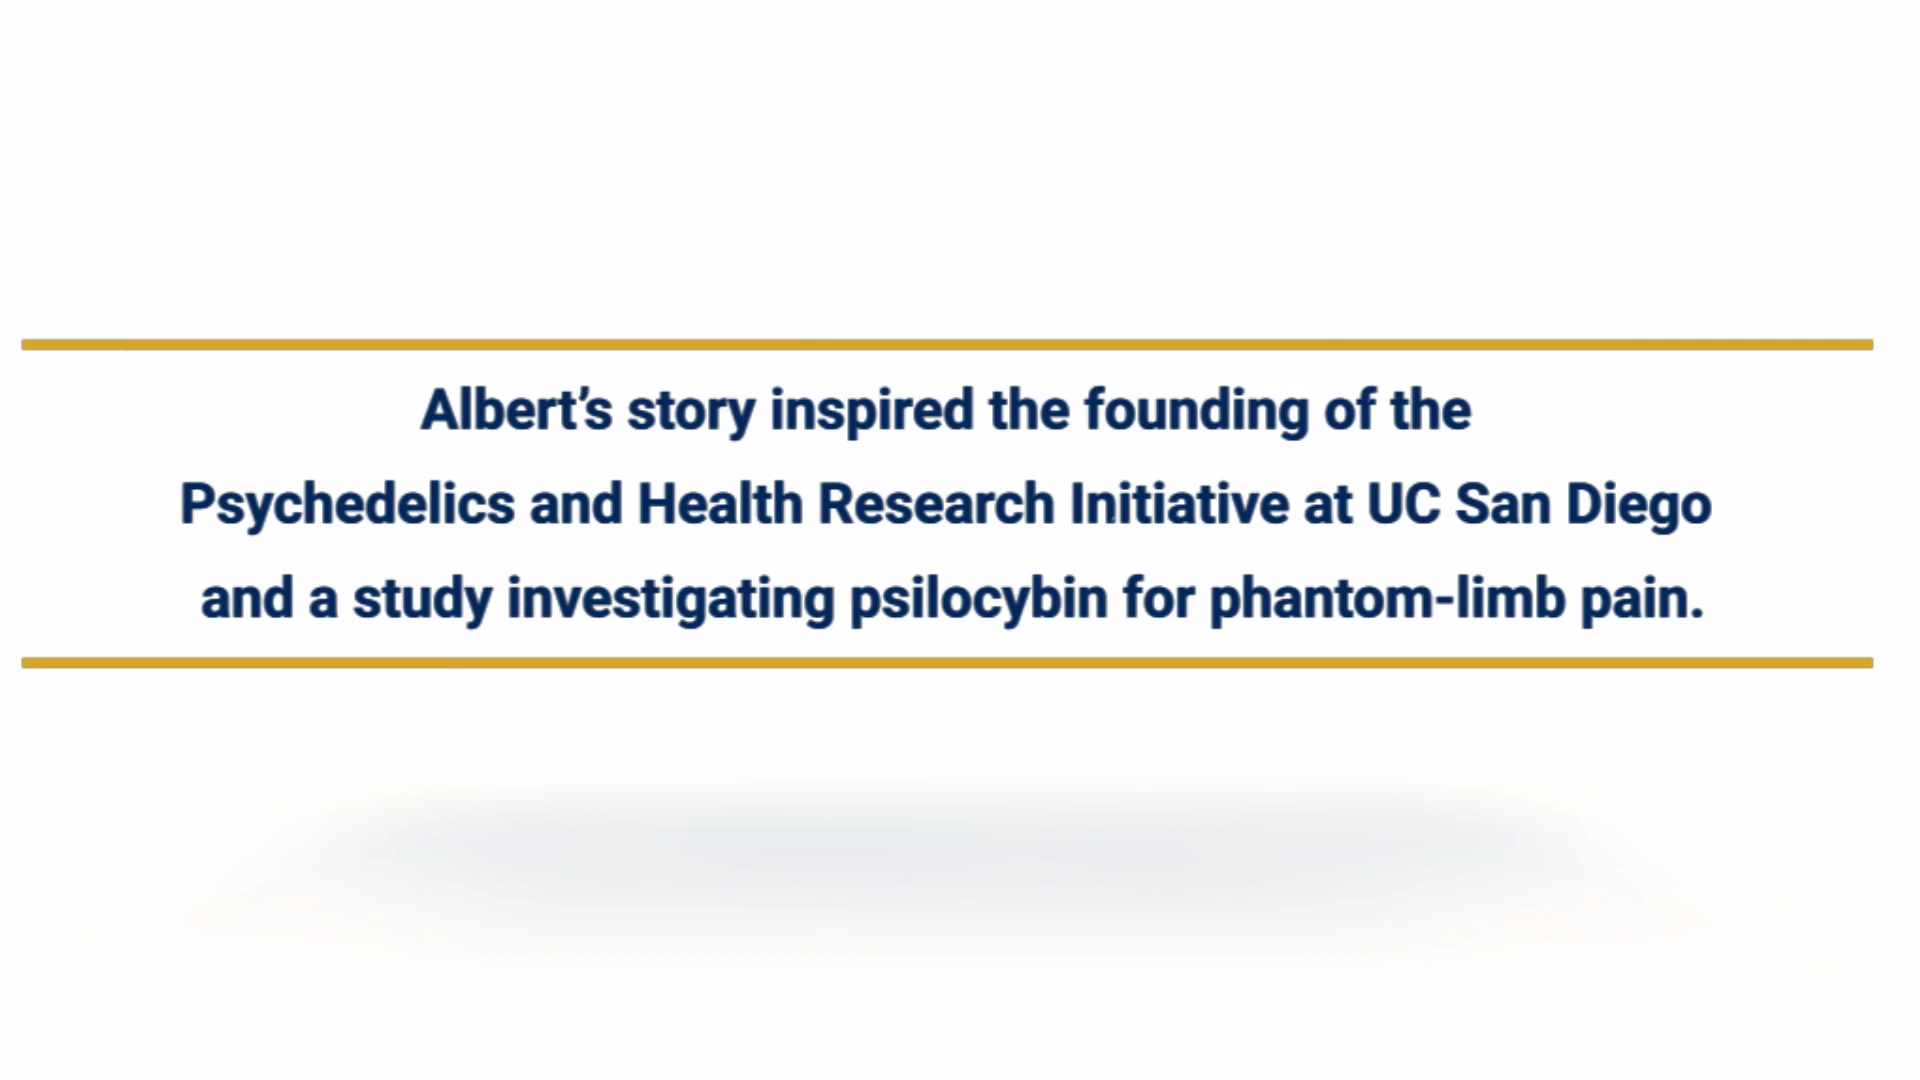 Albert’s story inspired the founding of the
Psychedelics and Health Research Initiative at UC San Diego
and a study investigating psilocybin for phantom-limb pain.